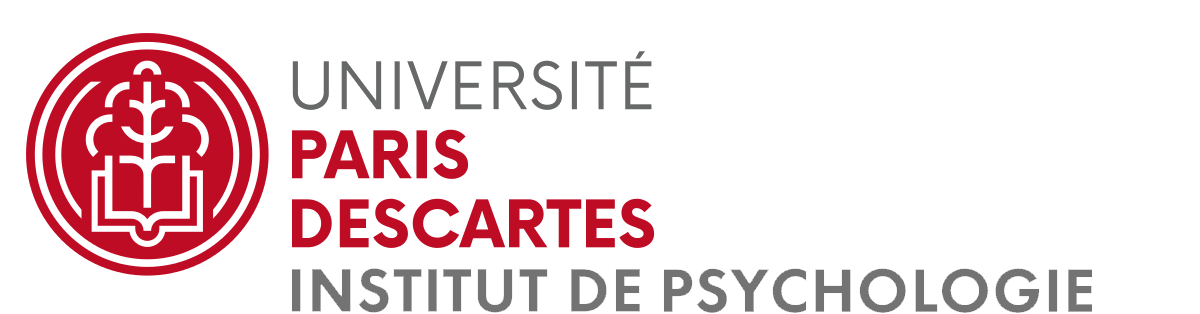 UNIVERSITÉ
PARIS
DESCARTES
INSTITUT DE PSYCHOLOGIE